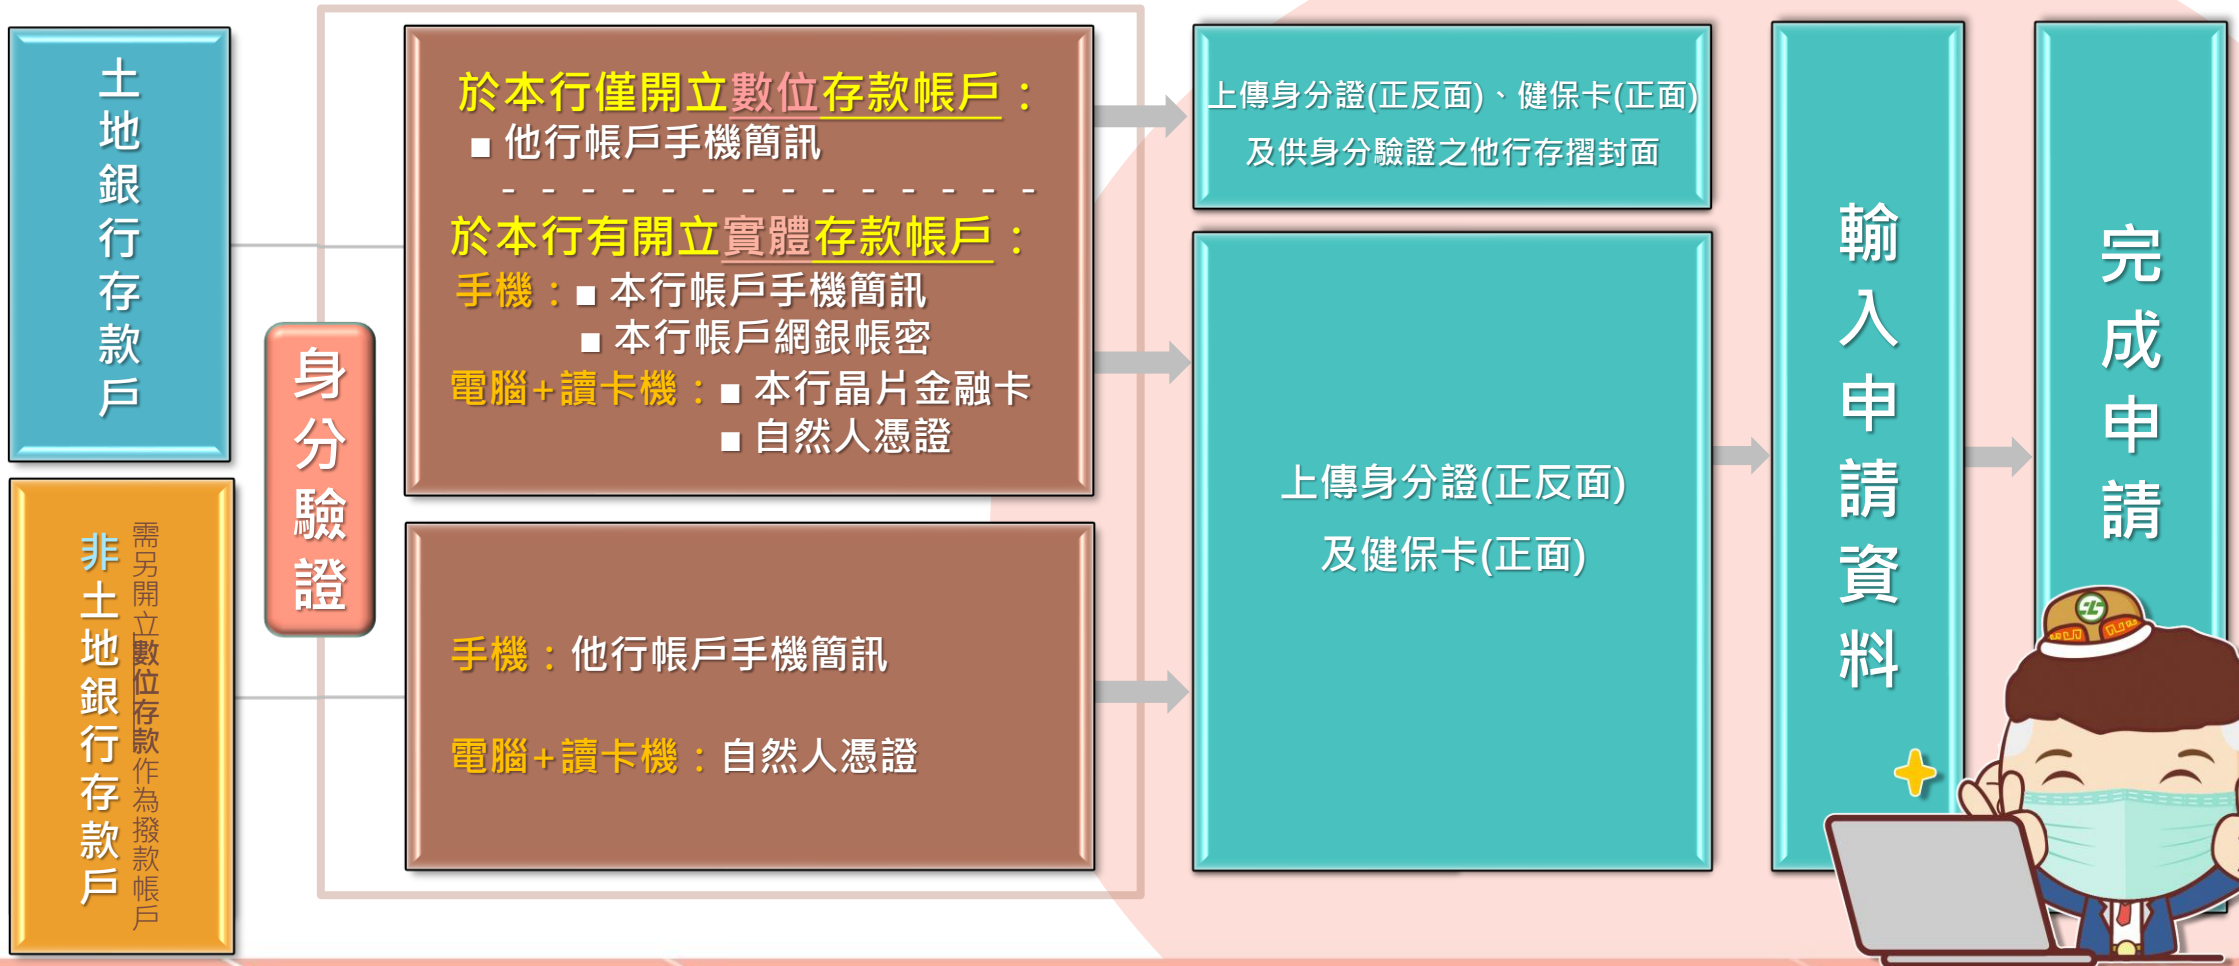 土地銀行存款戶
非土地銀行存款戶
需另開立數位存款作為撥款帳戶
身分驗證
於本行僅開立數位存款帳戶：
■ 他行帳戶手機簡訊
- - - - - - - - - - - - - -
於本行有開立實體存款帳戶：
手機：■ 本行帳戶手機簡訊
■ 本行帳戶網銀帳密
電腦+讀卡機：■ 本行晶片金融卡
■ 自然人憑證
手機：他行帳戶手機簡訊
電腦+讀卡機：自然人憑證
上傳身分證(正反面)、健保卡(正面)
及供身分驗證之他行存摺封面
上傳身分證(正反面)
及健保卡(正面)
輸入申請資料
完成申請